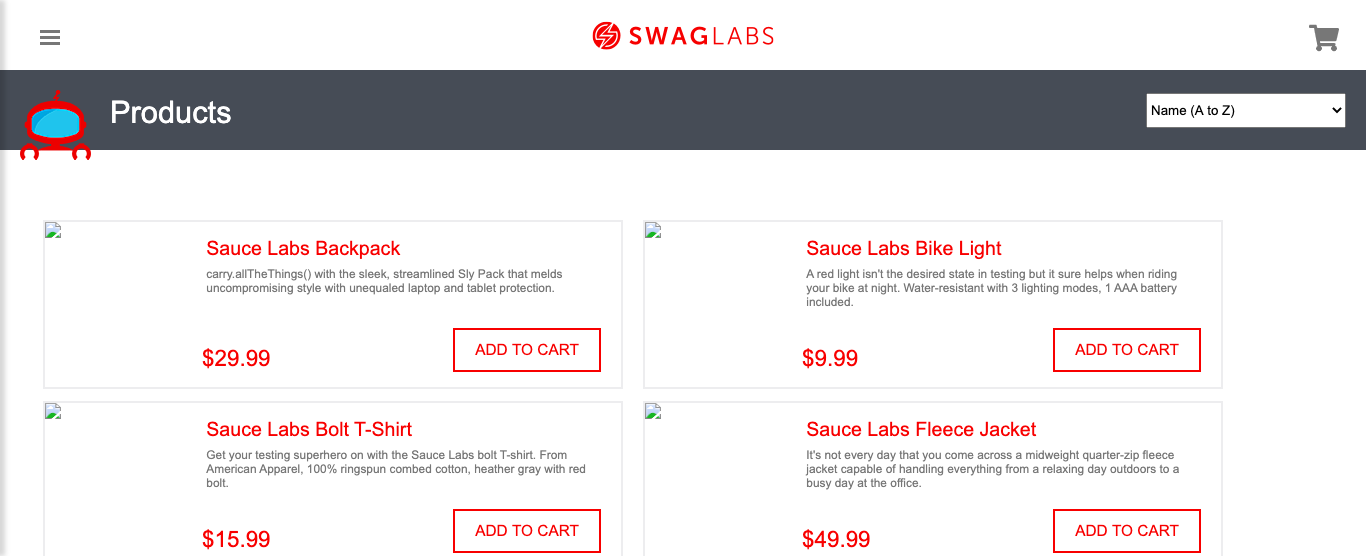 SWAGLABS
Products
Name (A to Z)
Sauce Labs Backpack
carry.allTheThings() with the sleek, streamlined Sly Pack that melds
uncompromising style with unequaled laptop and tablet protection.
$29.99
ADD TO CART
Sauce Labs Bike Light
A red light isn't the desired state in testing but it sure helps when riding
your bike at night. Water-resistant with 3 lighting modes, 1 AAA battery
included.
$9.99
ADD TO CART
Sauce Labs Bolt T-Shirt
Get your testing superhero on with the Sauce Labs bolt T-shirt. From
American Apparel, 100% ringspun combed cotton, heather gray with red
bolt.
$15.99
ADD TO CART
Sauce Labs Fleece Jacket
It's not every day that you come across a midweight quarter-zip fleece
jacket capable of handling everything from a relaxing day outdoors to a
busy day at the office.
$49.99
ADD TO CART